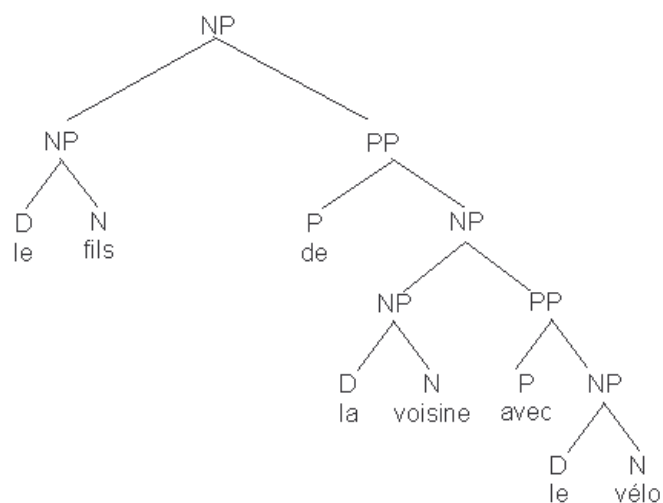 NP
NP PP
D N P NP
le fils de
NP PP
D N P NP
la voisine avec
D N
le vélo